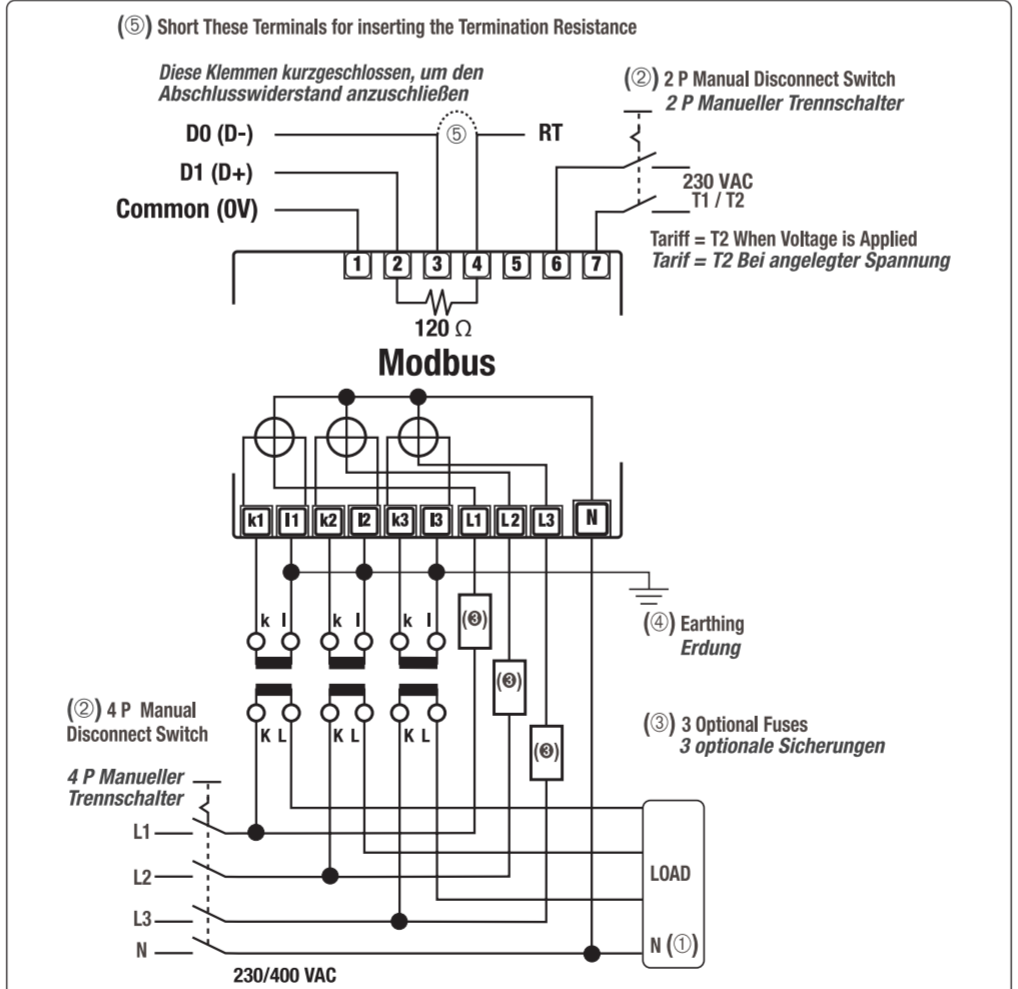 (⑤) Short These Terminals for inserting the Termination Resistance
Diese Klemmen kurzgeschlossen, um den
Abschlusswiderstand anzuschließen
(②) 2 P Manual Disconnect Switch
2 P Manueller Trennschalter
D0 (D-)
⑤
RT
D1 (D+)
230 VAC
T1 / T2
Common (0V)
Tariff = T2 When Voltage is Applied
Tarif = T2 Bei angelegter Spannung
1 2 3 4 5 6 7
120 Ω
Modbus
k1 l1 k2 l2 k3 l3 L1 L2 L3 N
k l k l k l
(❸)
(❸)
(❸)
(④) Earthing
Erdung
(②) 4 P Manual
Disconnect Switch
K L K L K L
(③) 3 Optional Fuses
3 optionale Sicherungen
4 P Manueller
Trennschalter
L1
L2
LOAD
L3
N
N (①)
230/400 VAC